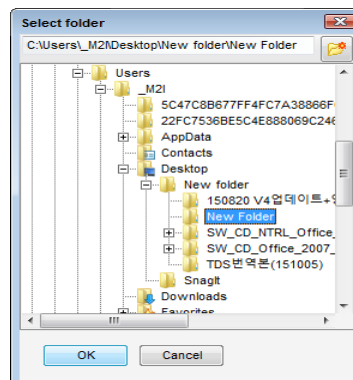 Select folder
C:\Users\_M2I\Desktop\New folder\New Folder
Users
_M2I
5C47C8B677FF4FC7A38866F
22FC7536BE5C4E888069C246
AppData
Contacts
Desktop
New folder
150820 V4업데이트+
New Folder
SW_CD_NTRL_Office_
SW_CD_Office_2007_
TDS번역본(151005)
SnagIt
Downloads
Favorites
OK
Cancel